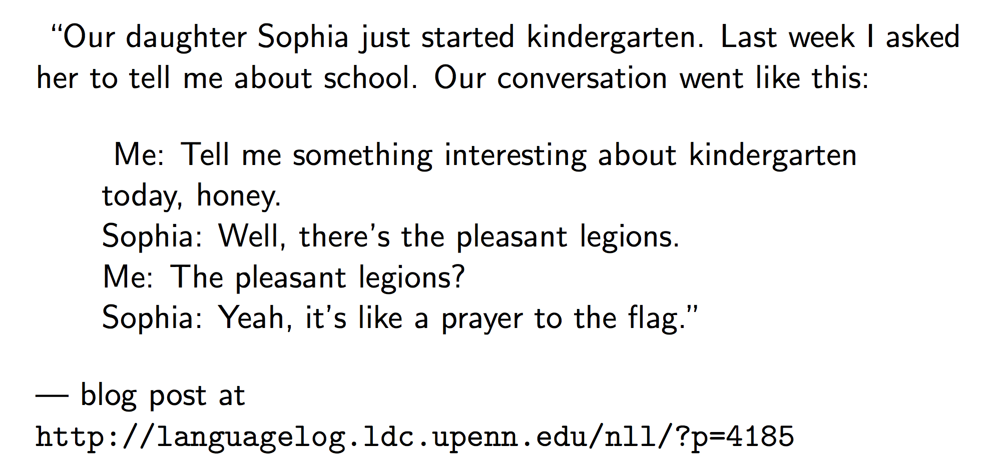 “Our daughter Sophia just started kindergarten. Last week I asked
her to tell me about school. Our conversation went like this:
Me: Tell me something interesting about kindergarten
today, honey.
Sophia: Well, there’s the pleasant legions.
Me: The pleasant legions?
Sophia: Yeah, it’s like a prayer to the flag.”
— blog post at
http://languagelog.ldc.upenn.edu/nll/?p=4185